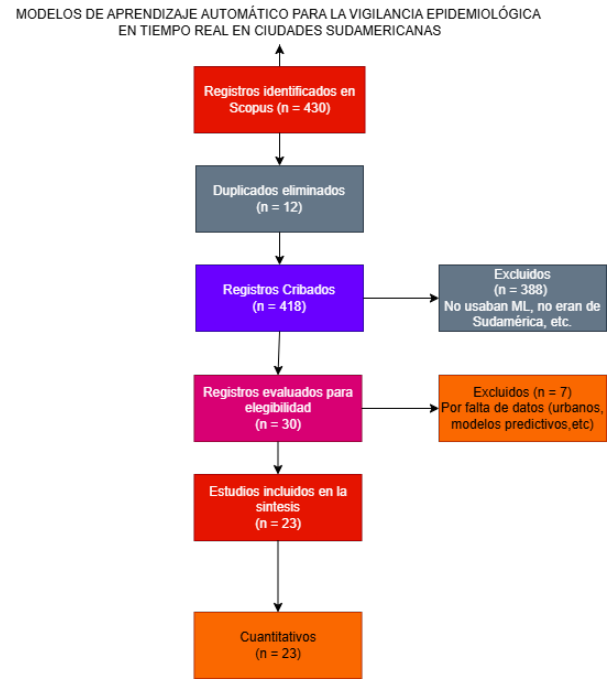 MODELOS DE APRENDIZAJE AUTOMÁTICO PARA LA VIGILANCIA EPIDEMIOLÓGICA
EN TIEMPO REAL EN CIUDADES SUDAMERICANAS
Registros identificados en
Scopus (n = 430)
Duplicados eliminados
(n = 12)
Registros Cribados
(n = 418)
Excluidos
(n = 388)
No usaban ML, no eran de
Sudamérica, etc.
Registros evaluados para
elegibilidad
(n = 30)
Excluidos (n = 7)
Por falta de datos (urbanos,
modelos predictivos,etc)
Estudios incluidos en la
sintesis
(n = 23)
Cuantitativos
(n = 23)